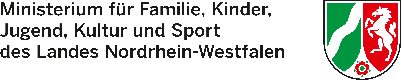 Ministerium für Familie, Kinder,
Jugend, Kultur und Sport
des Landes Nordrhein-Westfalen